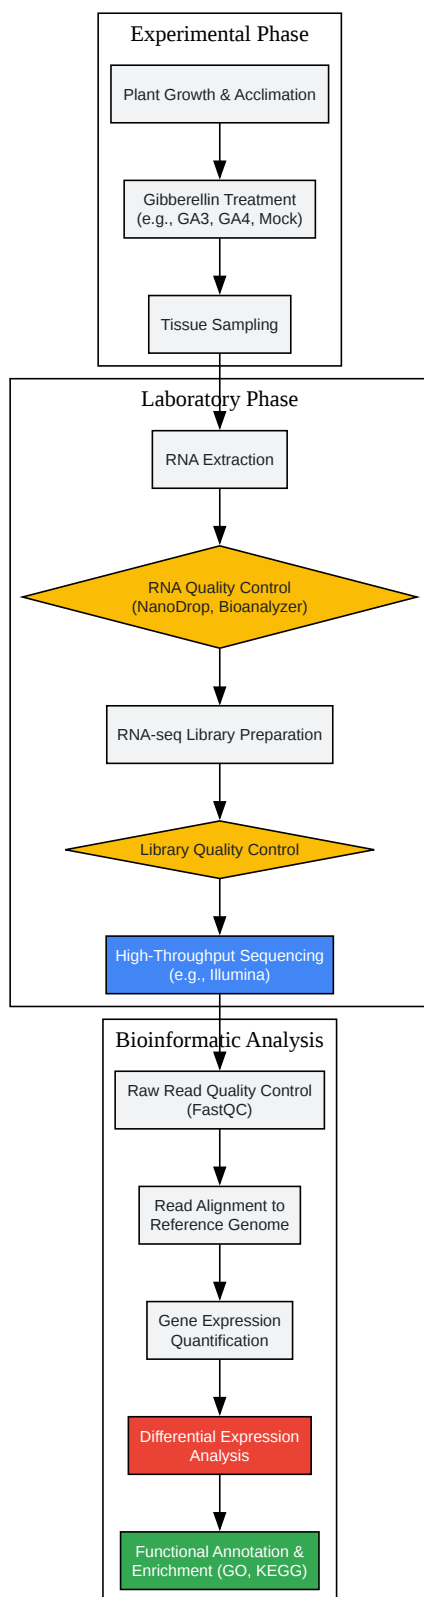 Experimental Phase
Plant Growth & Acclimation
Gibberellin Treatment
(e.g., GA3, GA4, Mock)
Tissue Sampling
Laboratory Phase
RNA Extraction
RNA Quality Control
(NanoDrop, Bioanalyzer)
RNA-seq Library Preparation
Library Quality Control
High-Throughput Sequencing
(e.g., Illumina)
Bioinformatic Analysis
Raw Read Quality Control
(FastQC)
Read Alignment to
Reference Genome
Gene Expression
Quantification
Differential Expression
Analysis
Functional Annotation &
Enrichment (GO, KEGG)